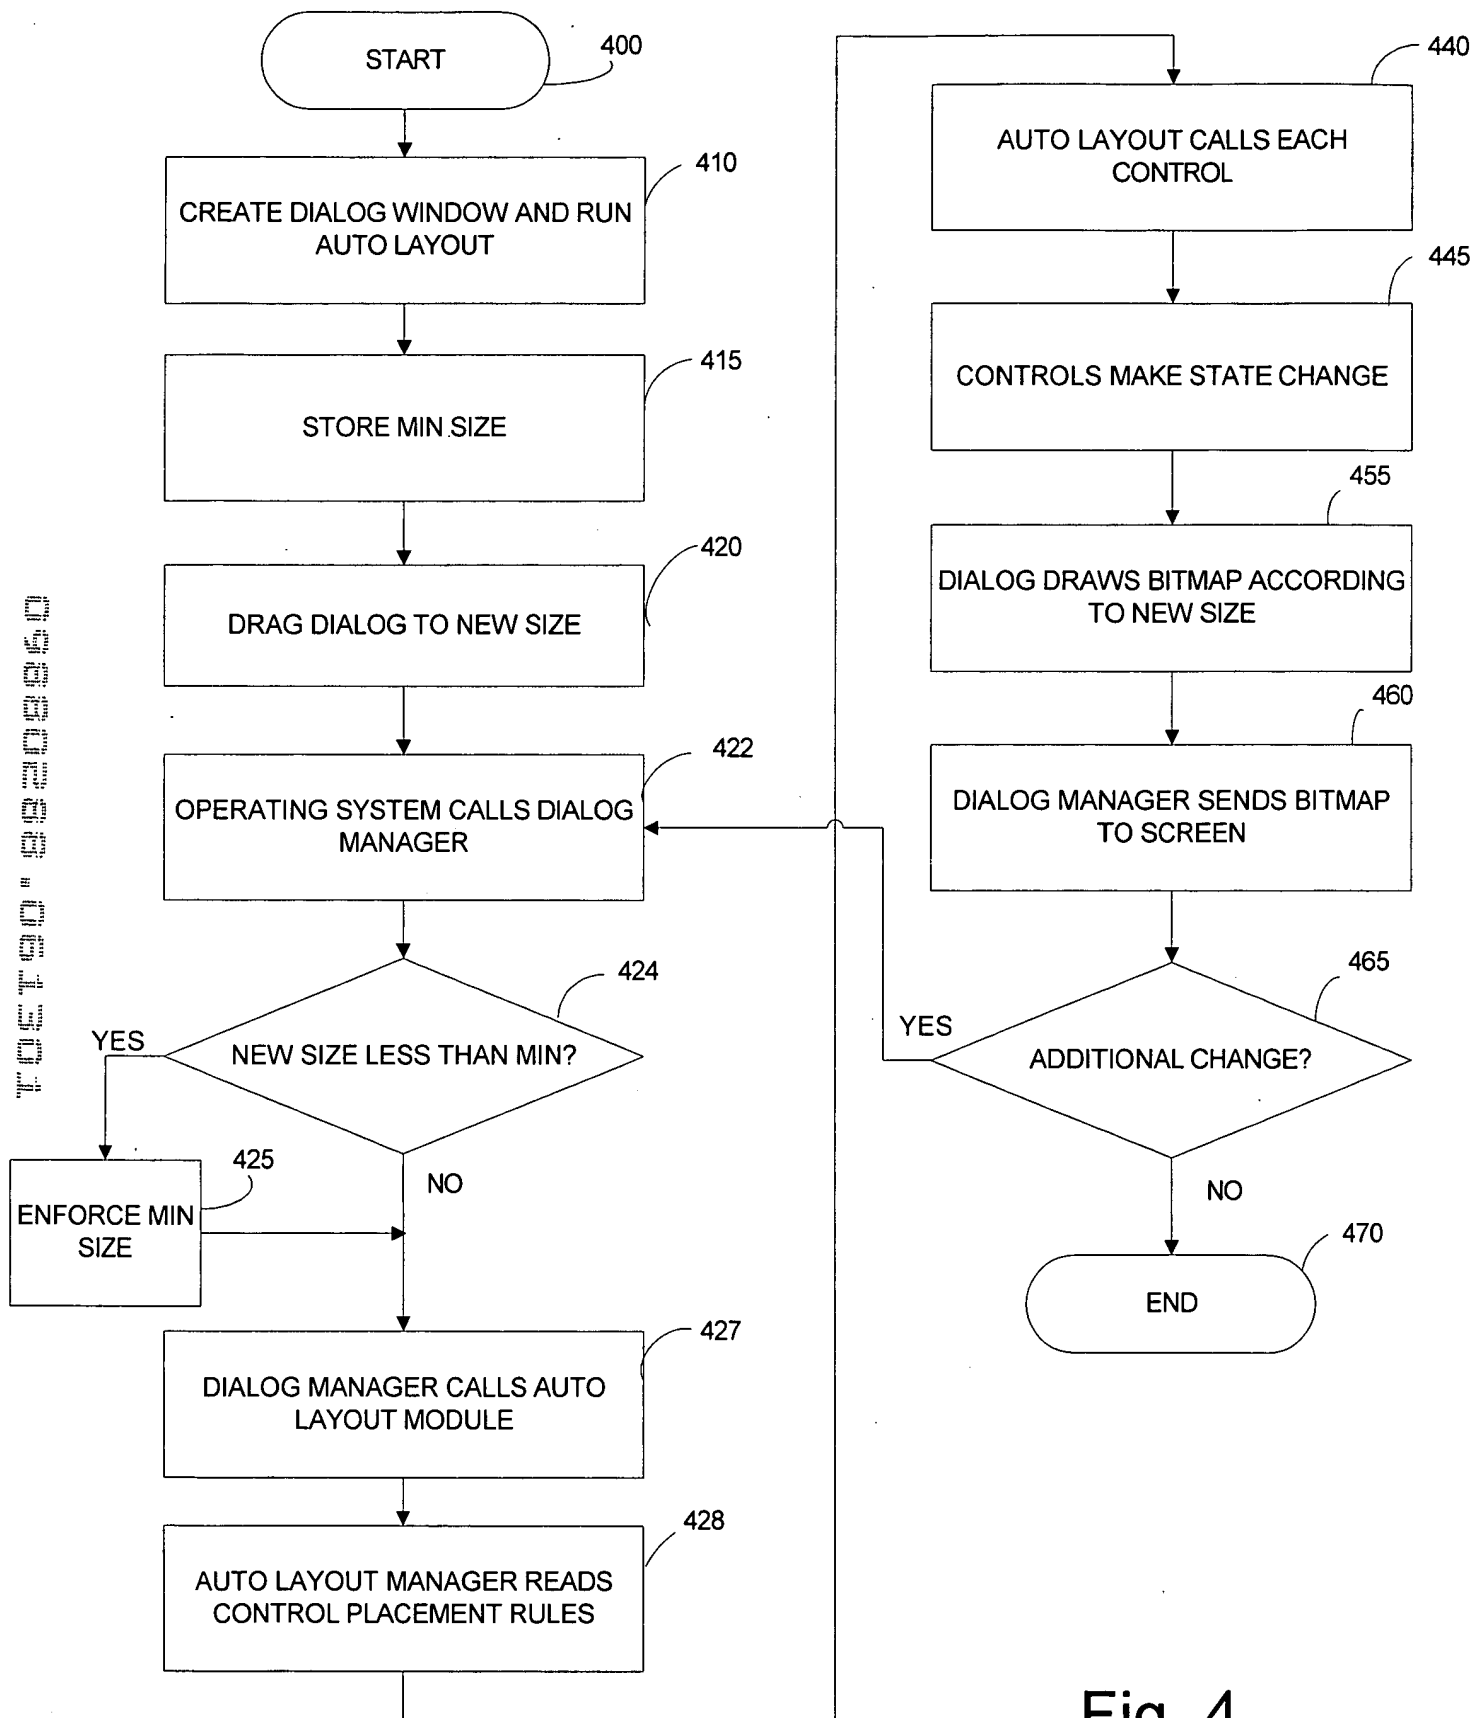 START
400
CREATE DIALOG WINDOW AND RUN
AUTO LAYOUT
410
STORE MIN SIZE
415
DRAG DIALOG TO NEW SIZE
420
OPERATING SYSTEM CALLS DIALOG
MANAGER
422
NEW SIZE LESS THAN MIN?
424
YES
NO
ENFORCE MIN
SIZE
425
DIALOG MANAGER CALLS AUTO
LAYOUT MODULE
427
AUTO LAYOUT MANAGER READS
CONTROL PLACEMENT RULES
428
AUTO LAYOUT CALLS EACH
CONTROL
440
CONTROLS MAKE STATE CHANGE
445
DIALOG DRAWS BITMAP ACCORDING
TO NEW SIZE
455
DIALOG MANAGER SENDS BITMAP
TO SCREEN
460
ADDITIONAL CHANGE?
465
YES
NO
END
470
Fig. 4
09880288.061301